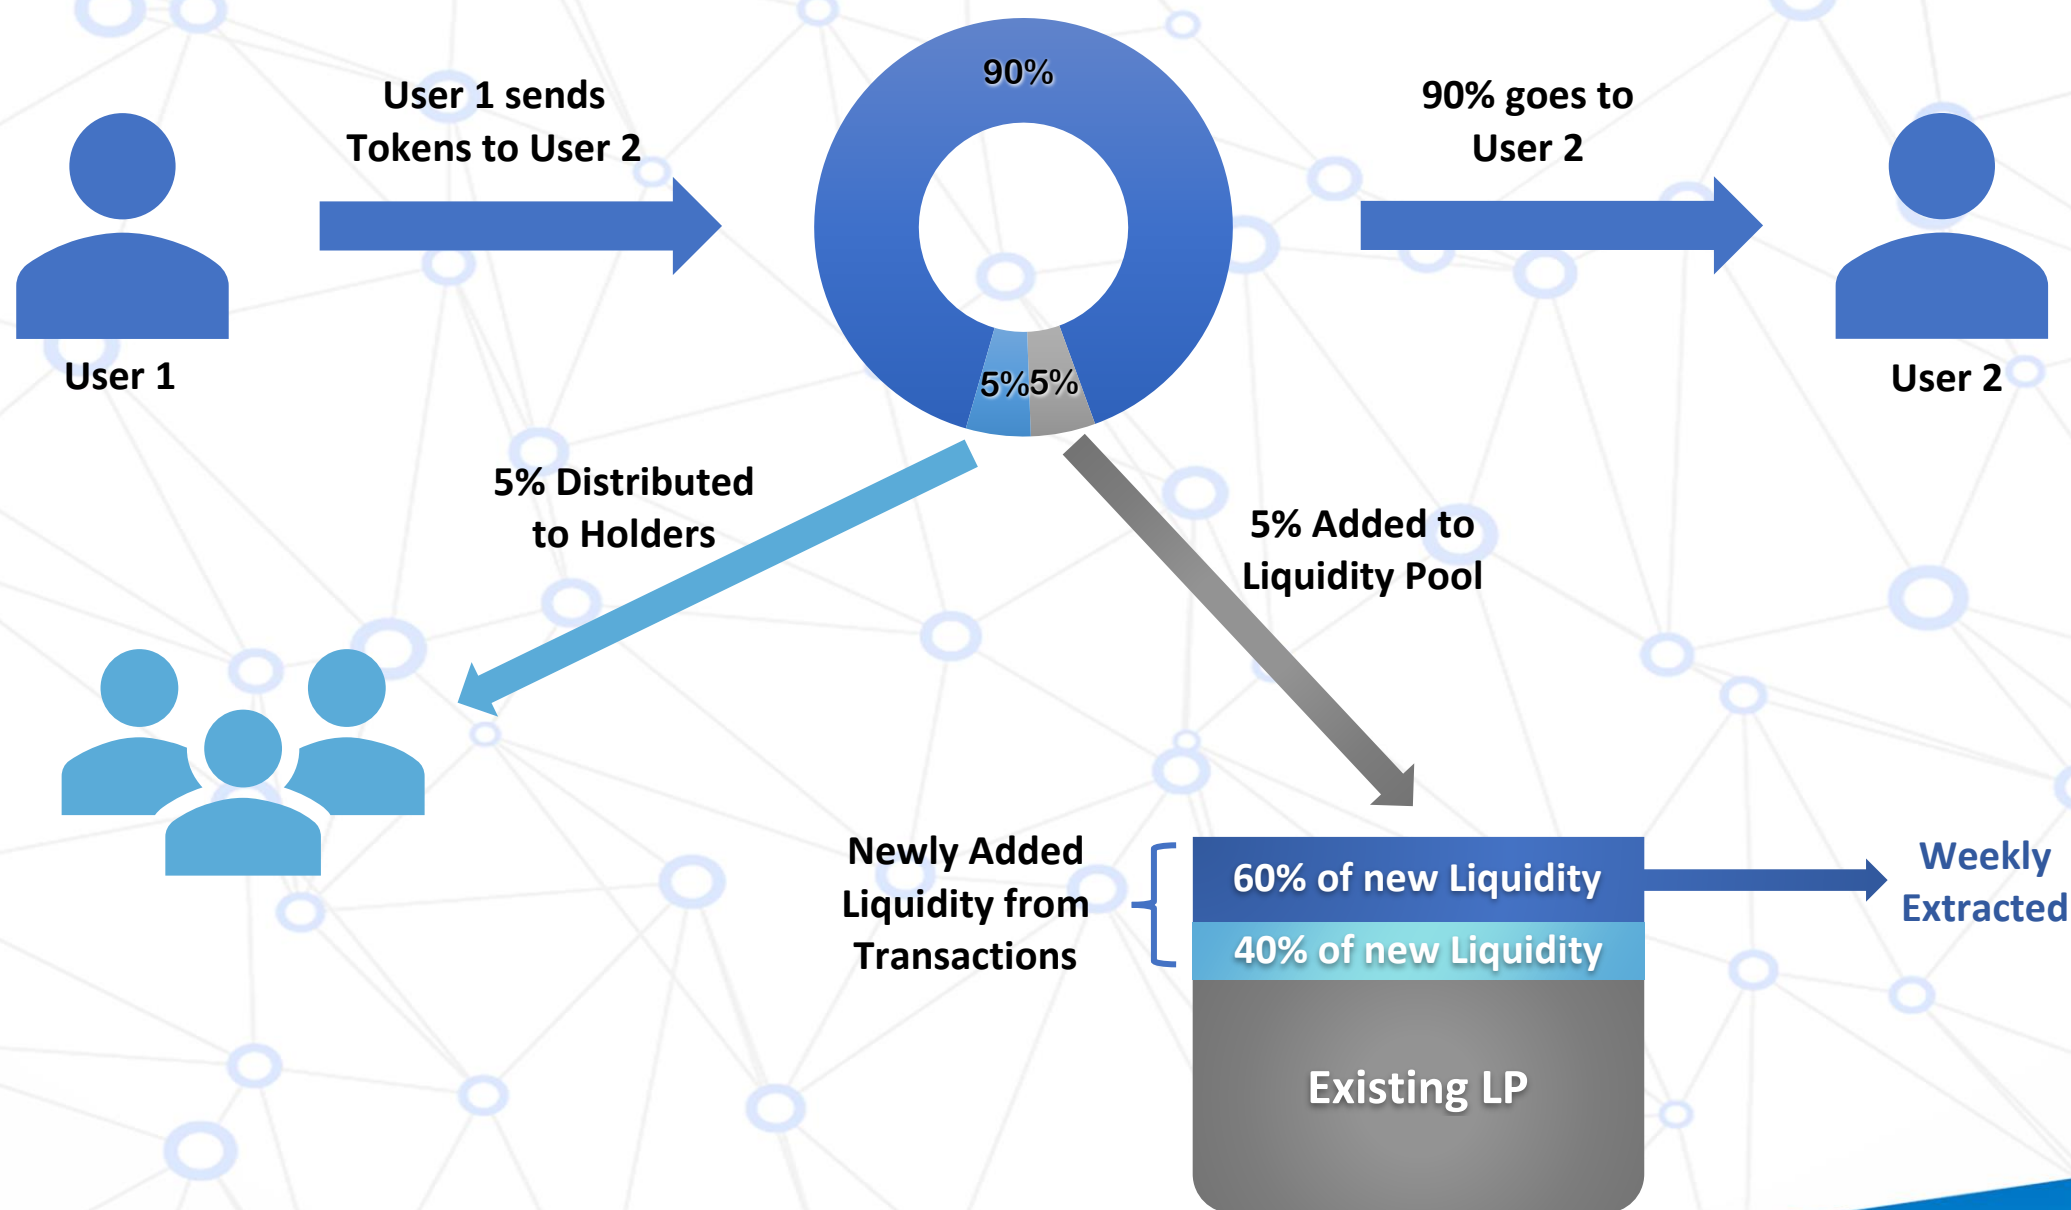 90%
User 1 sends
Tokens to User 2
90% goes to
User 2
User 1
5%
5%
User 2
5% Distributed
to Holders
5% Added to
Liquidity Pool
Newly Added
Liquidity from
Transactions
60% of new Liquidity
40% of new Liquidity
Existing LP
Weekly
Extracted